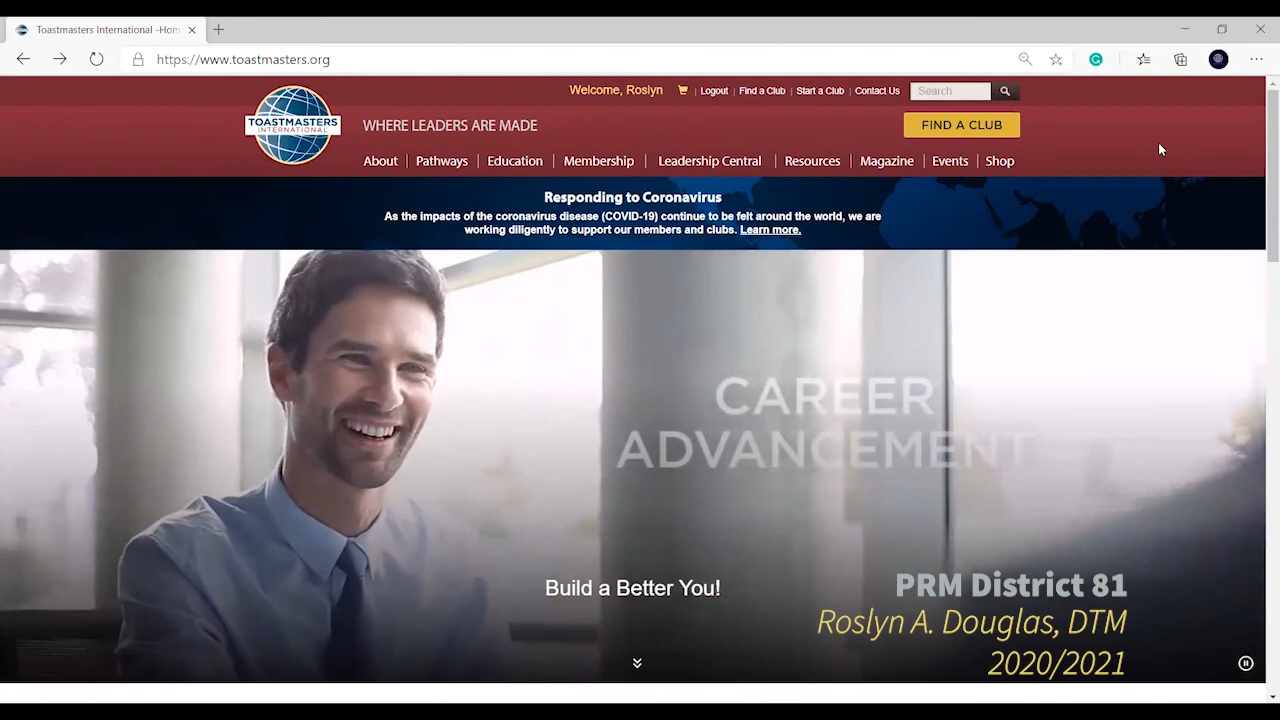 Toastmasters International -Hom
https://www.toastmasters.org
Welcome, Roslyn
Logout
Find a Club
Start a Club
Contact Us
Search
TOASTMASTERS
INTERNATIONAL
WHERE LEADERS ARE MADE
FIND A CLUB
About
Pathways
Education
Membership
Leadership Central
Resources
Magazine
Events
Shop
Responding to Coronavirus
As the impacts of the coronavirus disease (COVID-19) continue to be felt around the world, we are
working diligently to support our members and clubs. Learn more.
CAREER
ADVANCEMENT
Build a Better You!
PRM District 81
Roslyn A. Douglas, DTM
2020/2021